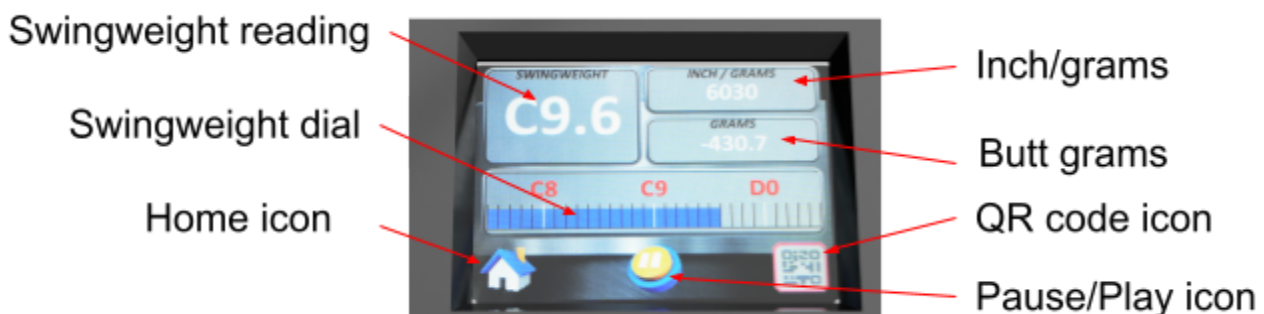 Swingweight reading
Swingweight dial
Home icon
SWINGWEIGHT
C9.6
INCH / GRAMS
6030
GRAMS
-430.7
C8 C9 D0
Inch/grams
Butt grams
QR code icon
Pause/Play icon